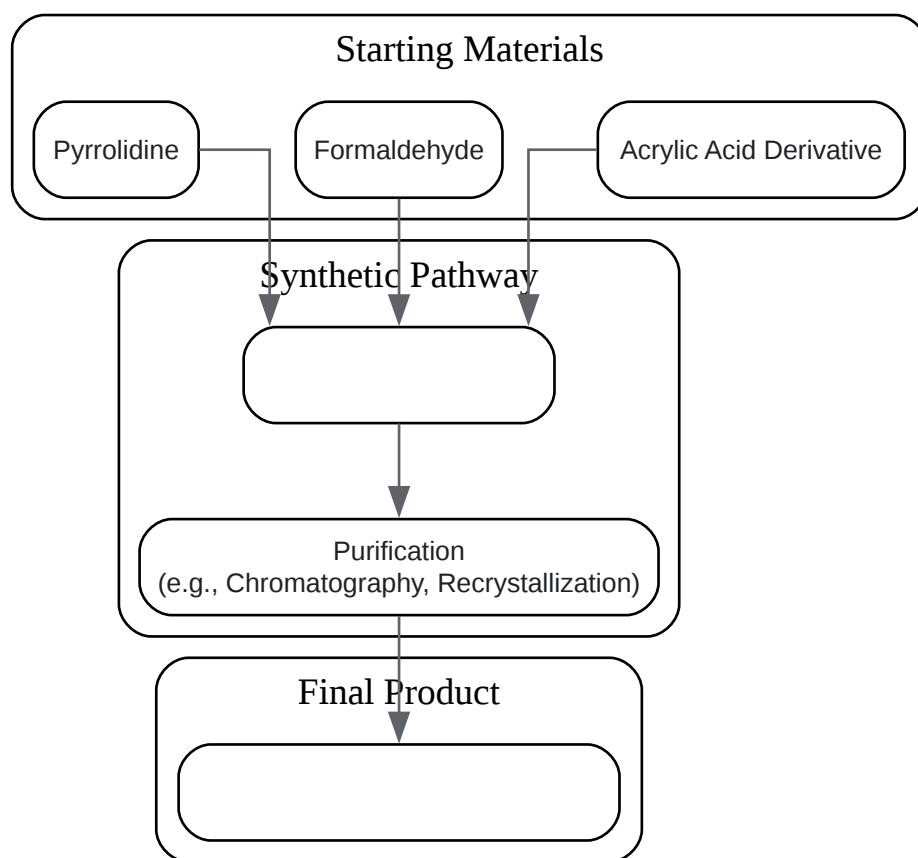 Starting Materials
Pyrrolidine
Formaldehyde
Acrylic Acid Derivative
Synthetic Pathway
Purification
(e.g., Chromatography, Recrystallization)
Final Product